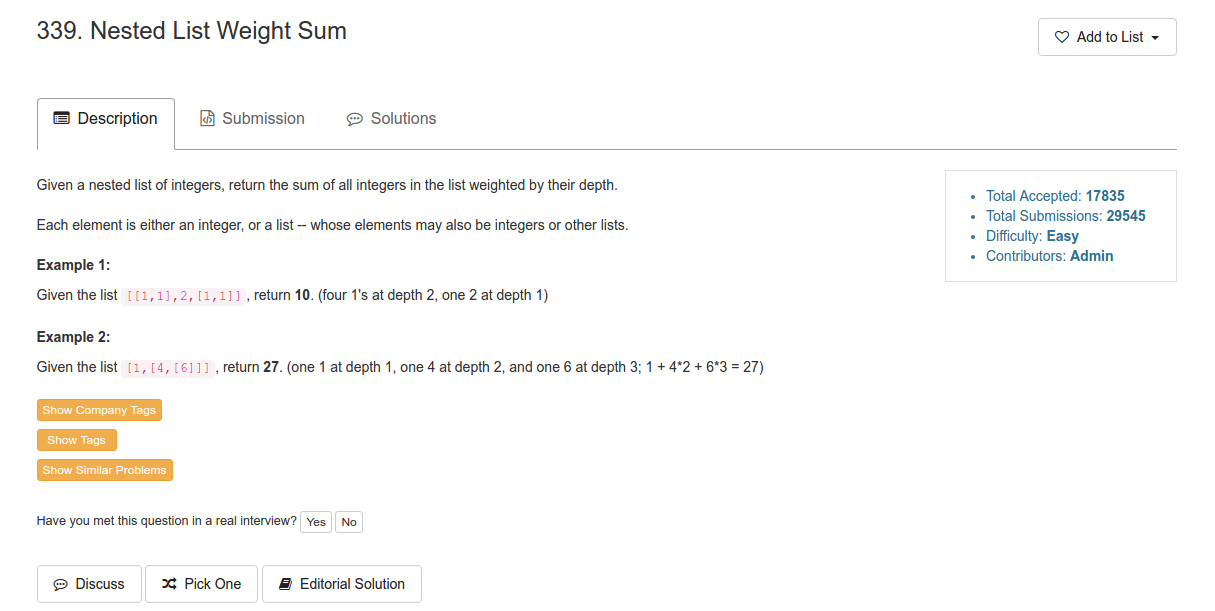 339. Nested List Weight Sum
Add to List
Description
Submission
Solutions
Given a nested list of integers, return the sum of all integers in the list weighted by their depth.
Each element is either an integer, or a list -- whose elements may also be integers or other lists.
Example 1:
Given the list [[1,1],2,[1,1]], return 10. (four 1's at depth 2, one 2 at depth 1)
Example 2:
Given the list [1,[4,[6]]], return 27. (one 1 at depth 1, one 4 at depth 2, and one 6 at depth 3; 1 + 4*2 + 6*3 = 27)
Total Accepted: 17835
Total Submissions: 29545
Difficulty: Easy
Contributors: Admin
Show Company Tags
Show Tags
Show Similar Problems
Have you met this question in a real interview? Yes No
Discuss
Pick One
Editorial Solution